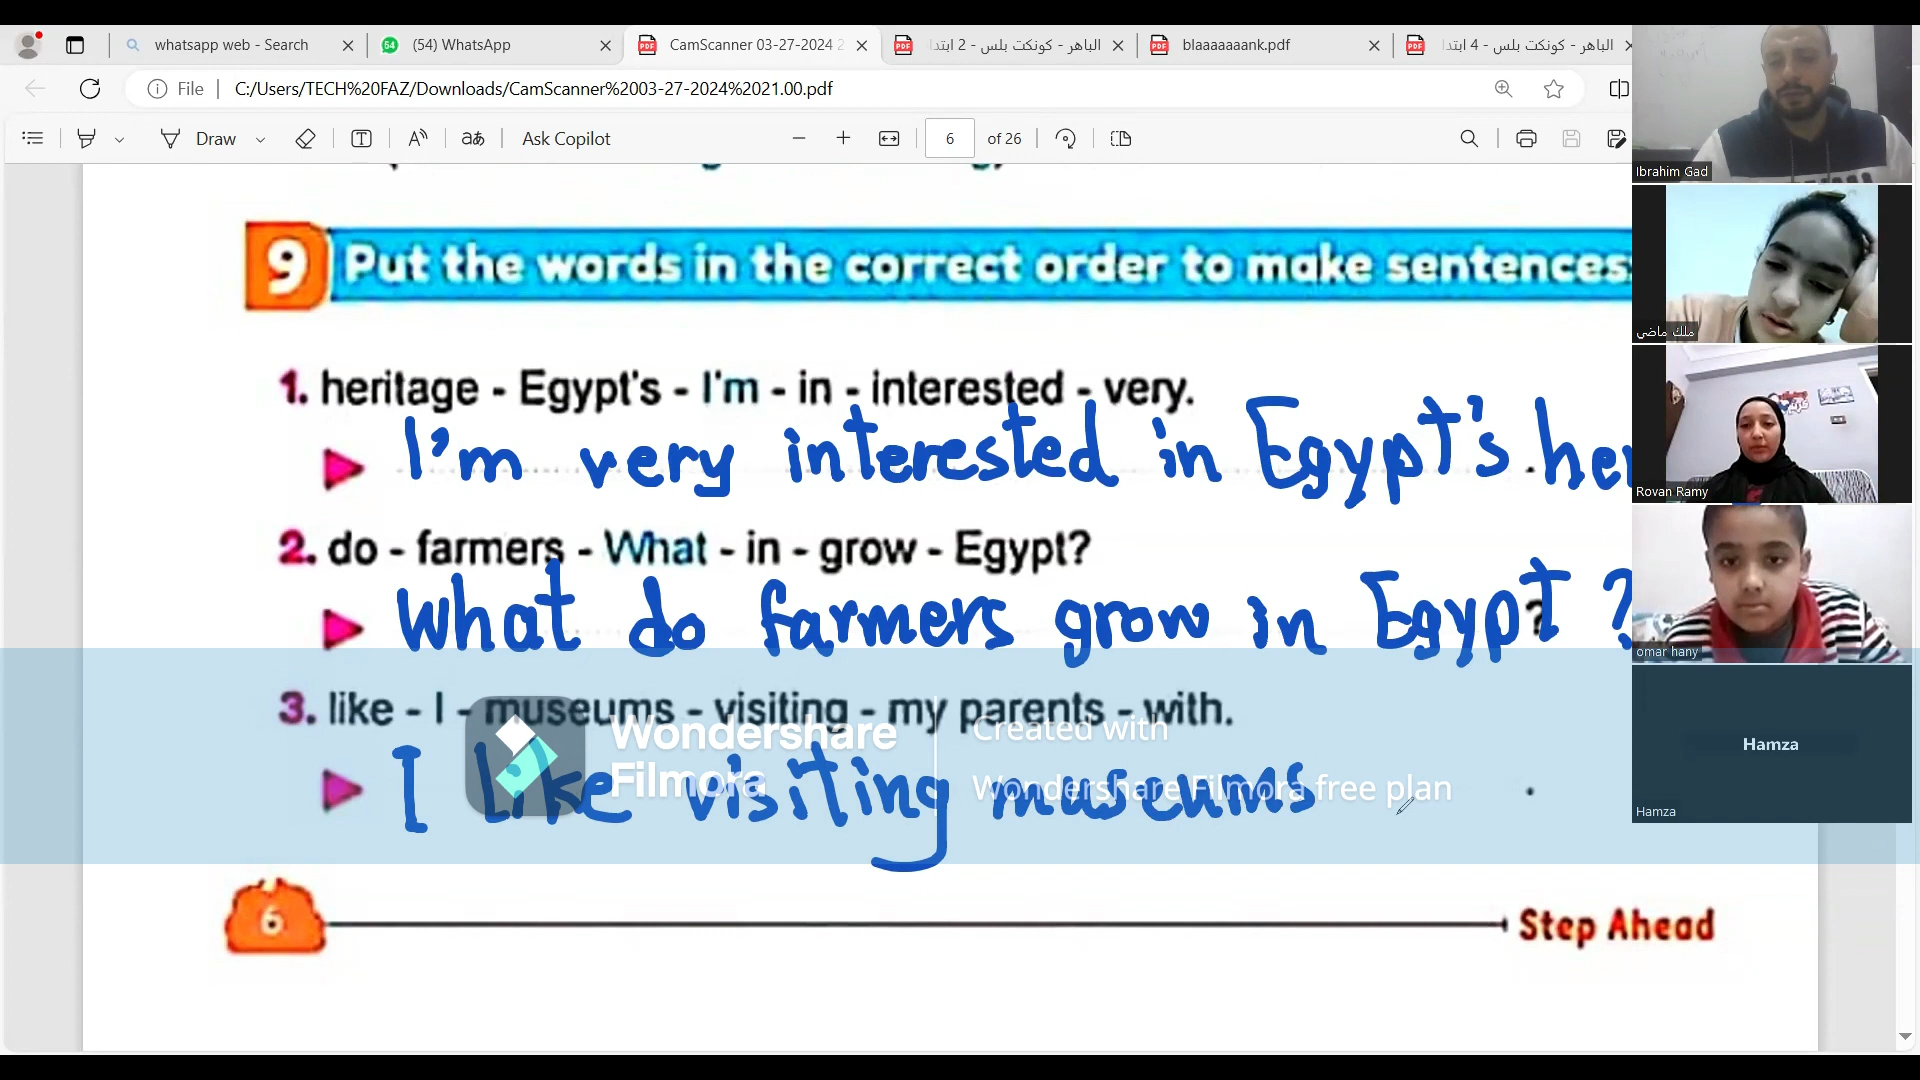 whatsapp web - Search
(54) WhatsApp
CamScanner 03-27-2024 2
الباهر - كونكت بلس - 2 ابتدا
blaaaaaaank.pdf
الباهر - كونكت بلس - 4 ابتدا
File
C:/Users/TECH%20FAZ/Downloads/CamScanner%2003-27-2024%2021.00.pdf
Draw
Ask Copilot
6 of 26
9 Put the words in the correct order to make sentences:
1. heritage - Egypt's - I'm - in - interested - very.
I'm very interested in Egypt's her
2. do - farmers - What - in - grow - Egypt?
What do farmers grow in Egypt ?
3. like - I - museums - visiting - my parents - with.
I like visiting museums
Wondershare Filmora
Created with
Wondershare Filmora free plan
6
Step Ahead
Ibrahim Gad
ملك ماضي
Rovan Ramy
omar hany
Hamza
Hamza